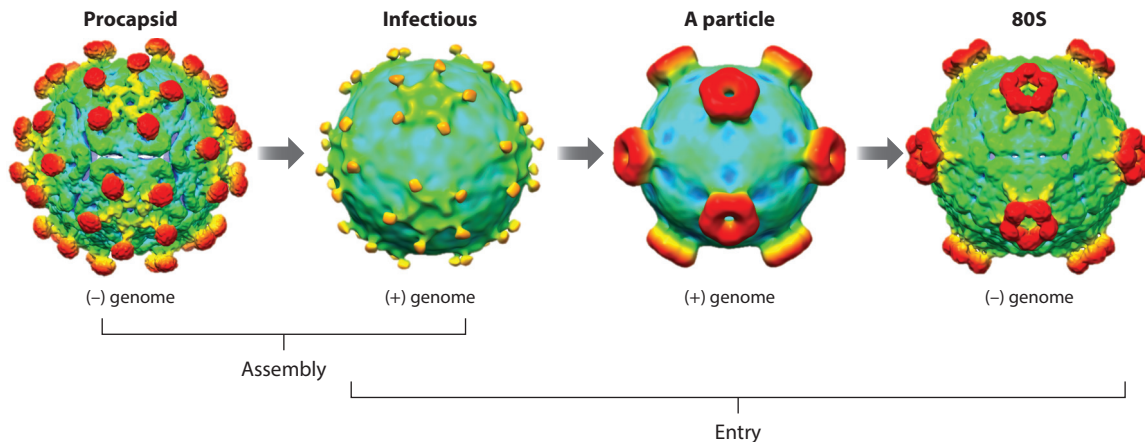 Procapsid
Infectious
A particle
80S
(–) genome
(+) genome
(+) genome
(–) genome
Assembly
Entry